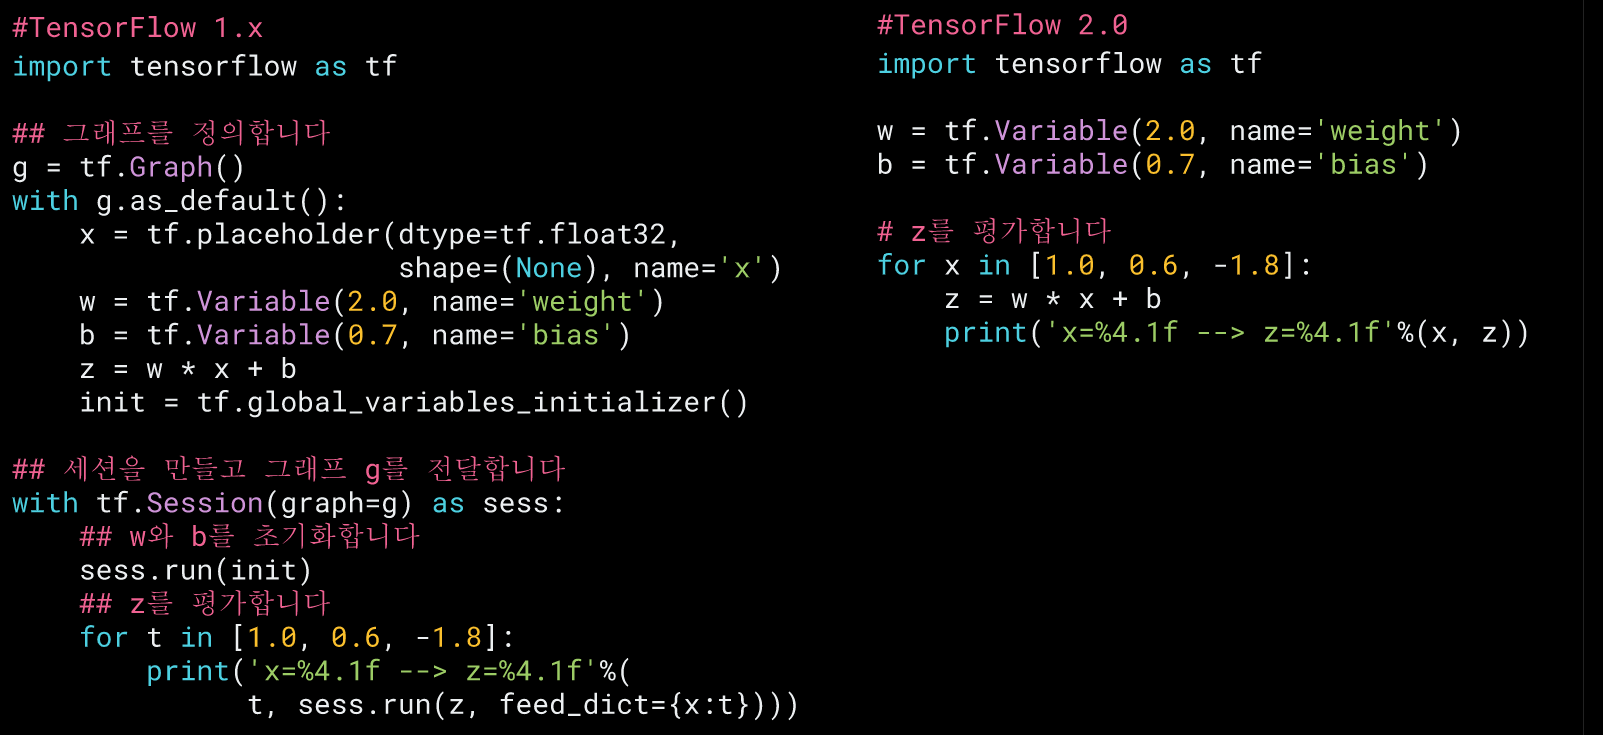 #TensorFlow 1.x
import tensorflow as tf
## 그래프를 정의합니다
g = tf.Graph()
with g.as_default():
    x = tf.placeholder(dtype=tf.float32,
                       shape=(None), name='x')
    w = tf.Variable(2.0, name='weight')
    b = tf.Variable(0.7, name='bias')
    z = w * x + b
    init = tf.global_variables_initializer()
## 세션을 만들고 그래프 g를 전달합니다
with tf.Session(graph=g) as sess:
    ## w와 b를 초기화합니다
    sess.run(init)
    ## z를 평가합니다
    for t in [1.0, 0.6, -1.8]:
        print('x=%4.1f --> z=%4.1f'%(
              t, sess.run(z, feed_dict={x:t})))
#TensorFlow 2.0
import tensorflow as tf
w = tf.Variable(2.0, name='weight')
b = tf.Variable(0.7, name='bias')
# z를 평가합니다
for x in [1.0, 0.6, -1.8]:
    z = w * x + b
    print('x=%4.1f --> z=%4.1f'%(x, z))